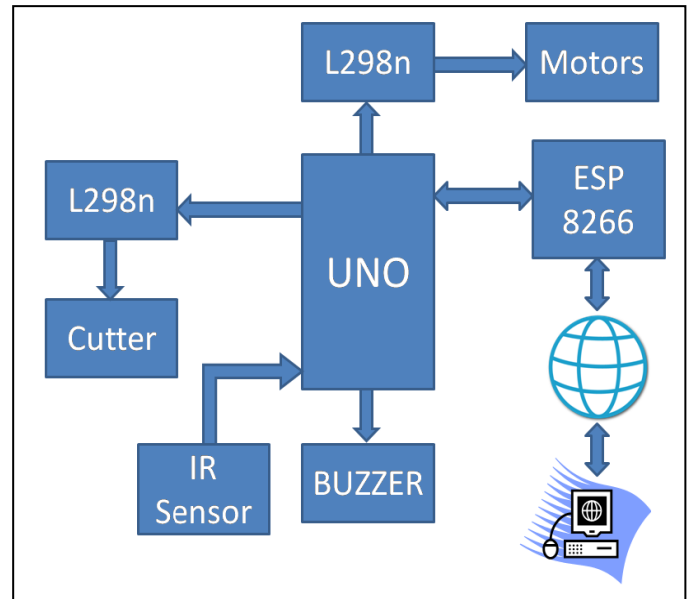 L298n
Motors
ESP
8266
L298n
UNO
Cutter
IR
Sensor
BUZZER